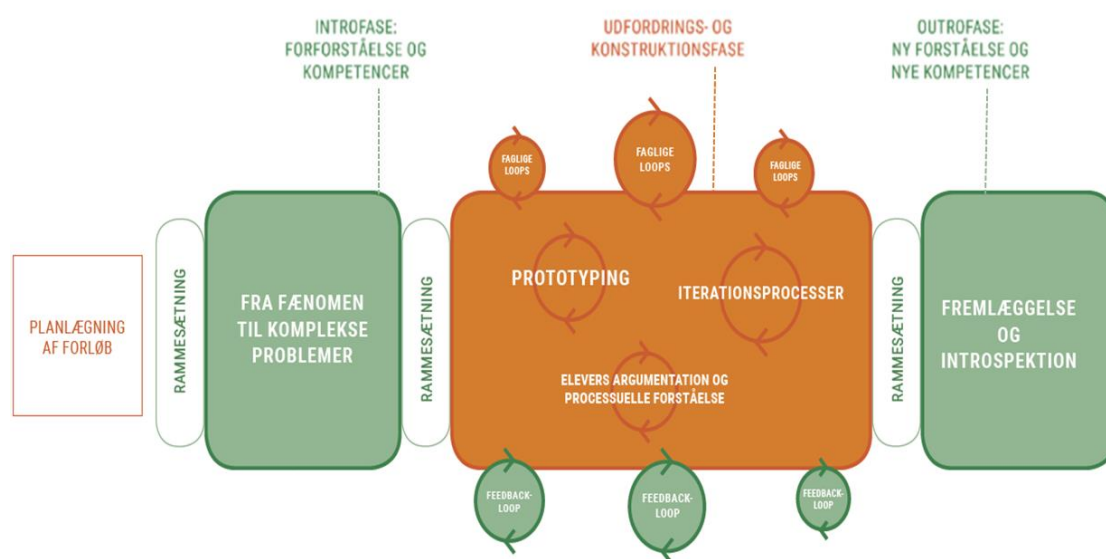 INTROFASE:
FORFORSTÅELSE OG
KOMPETENCER
UDFORDRINGS- OG
KONSTRUKTIONSFASE
OUTROFASE:
NY FORSTÅELSE OG
NYE KOMPETENCER
FAGLIGE
LOOPS
FAGLIGE
LOOPS
FAGLIGE
LOOPS
PLANLÆGNING
AF FORLØB
RAMMESÆTNING
FRA FÆNOMEN
TIL KOMPLEKSE
PROBLEMER
RAMMESÆTNING
PROTOTYPING
ITERATIONSPROCESSER
ELEVERS ARGUMENTATION OG
PROCESSUELLE FORSTÅELSE
RAMMESÆTNING
FREMLÆGGELSE
OG
INTROSPEKTION
FEEDBACK-
LOOP
FEEDBACK-
LOOP
FEEDBACK-
LOOP